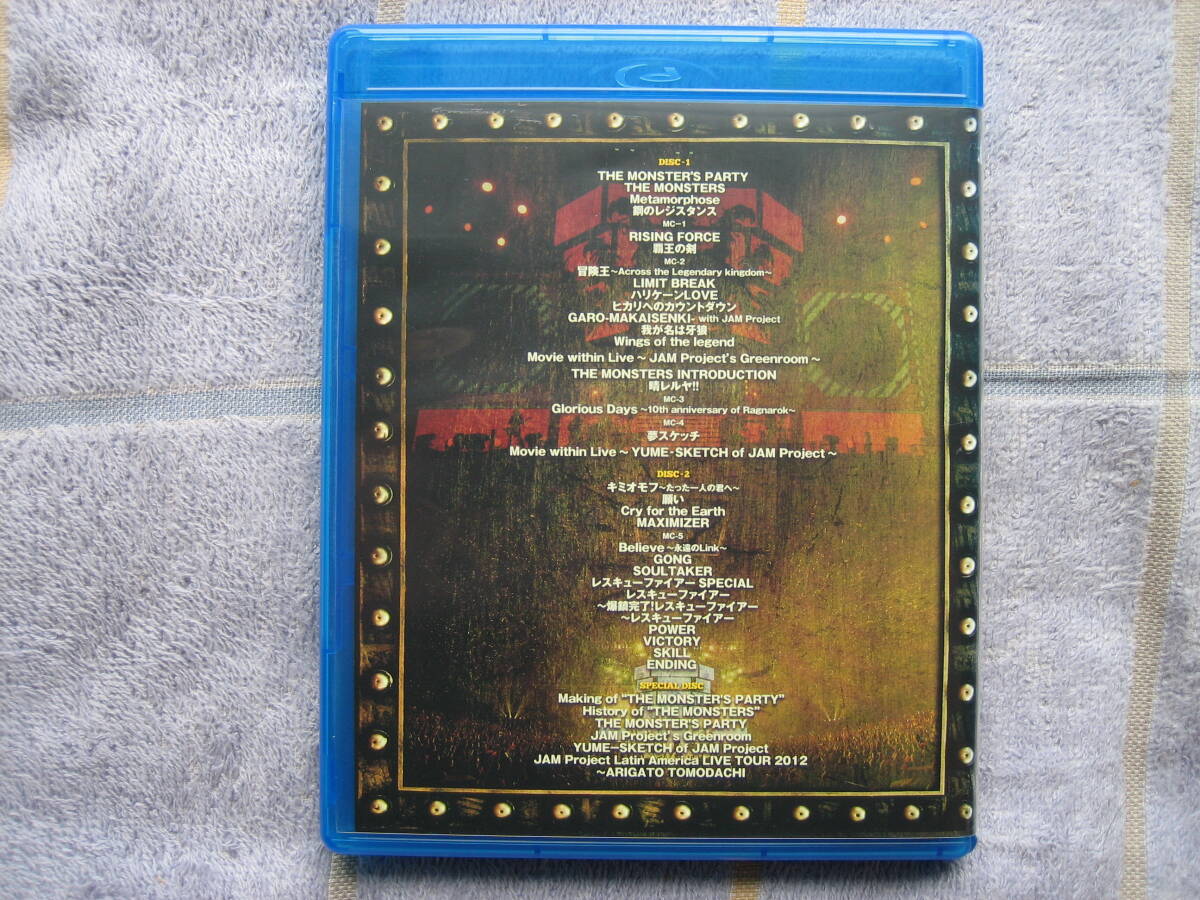 DISC-1
THE MONSTER'S PARTY
THE MONSTERS
Metamorphose
鋼のレジスタンス
MC-1
RISING FORCE
覇王の剣
MC-2
冒険王~Across the Legendary kingdom~
LIMIT BREAK
ハリケーンLOVE
ヒカリへのカウントダウン
GARO-MAKAISENKI- with JAM Project
我が名は牙狼
Wings of the legend
Movie within Live ~ JAM Project's Greenroom ~
THE MONSTERS INTRODUCTION
晴レルヤ!!
MC-3
Glorious Days ~10th anniversary of Ragnarok~
MC-4
夢スケッチ
Movie within Live ~ YUME-SKETCH of JAM Project ~
DISC-2
キミオモフ~たった一人の君へ~
願い
Cry for the Earth
MAXIMIZER
MC-5
Believe ~永遠のLink~
GONG
SOULTAKER
レスキューファイアー SPECIAL
レスキューファイアー
~爆鎮完了!レスキューファイアー
~レスキューファイアー
POWER
VICTORY
SKILL
ENDING
SPECIAL DISC
Making of "THE MONSTER'S PARTY"
History of "THE MONSTERS"
THE MONSTER'S PARTY
JAM Project's Greenroom
YUME-SKETCH of JAM Project
JAM Project Latin America LIVE TOUR 2012
~ARIGATO TOMODACHI